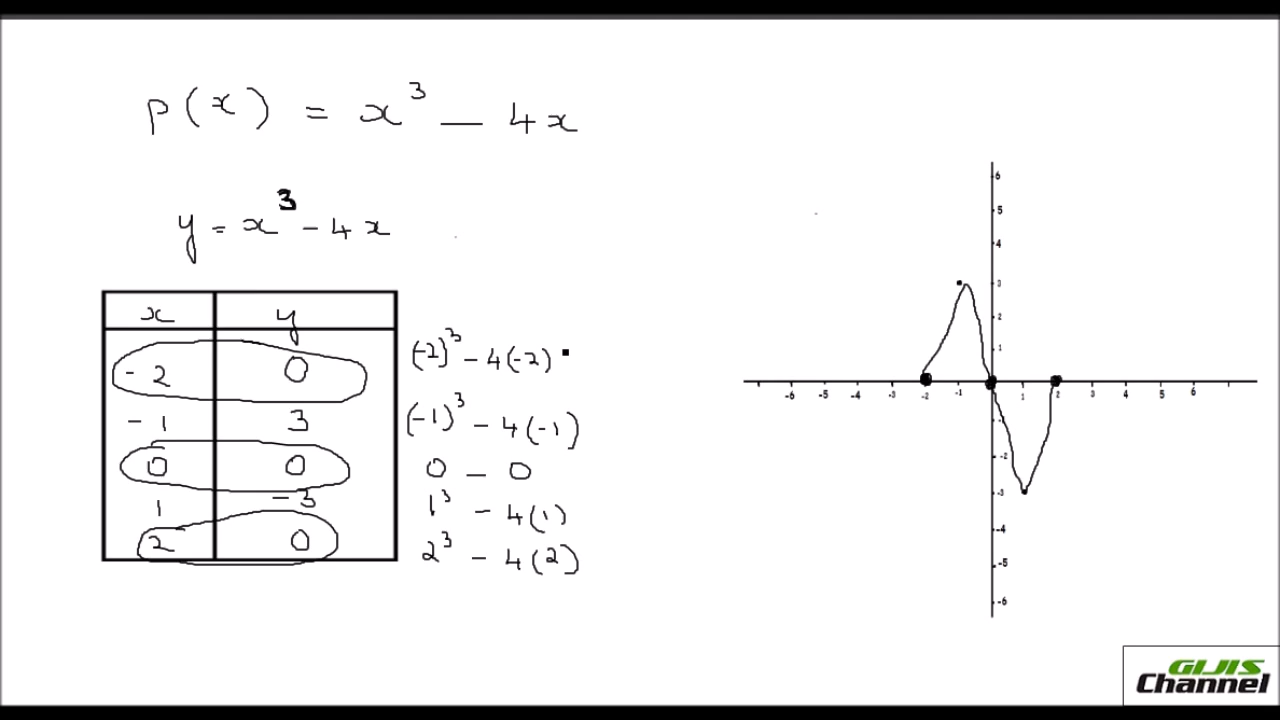 p(x) = x³ - 4x
y = x³ - 4x
x y
-2 0 (-2)³ - 4(-2)
-1 3 (-1)³ - 4(-1)
0 0 0 - 0
1 -3 1³ - 4(1)
2 0 2³ - 4(2)
6
5
4
3
2
1
-6 -5 -4 -3 -2 -1 1 2 3 4 5 6
-1
-2
-3
-4
-5
-6
GIJIS
Channel